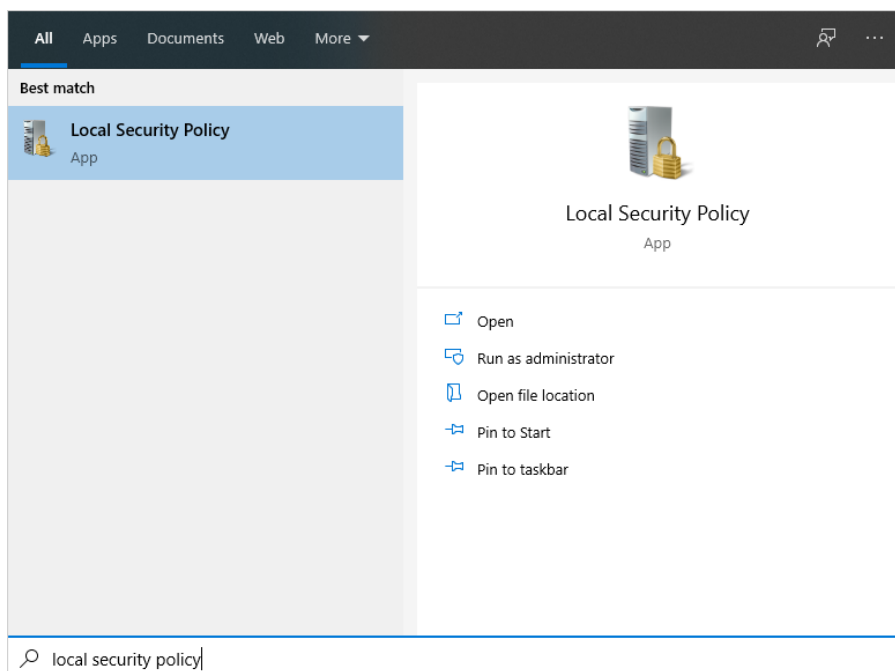 All Apps Documents Web More
Best match
Local Security Policy
App
Local Security Policy
App
Open
Run as administrator
Open file location
Pin to Start
Pin to taskbar
local security policy